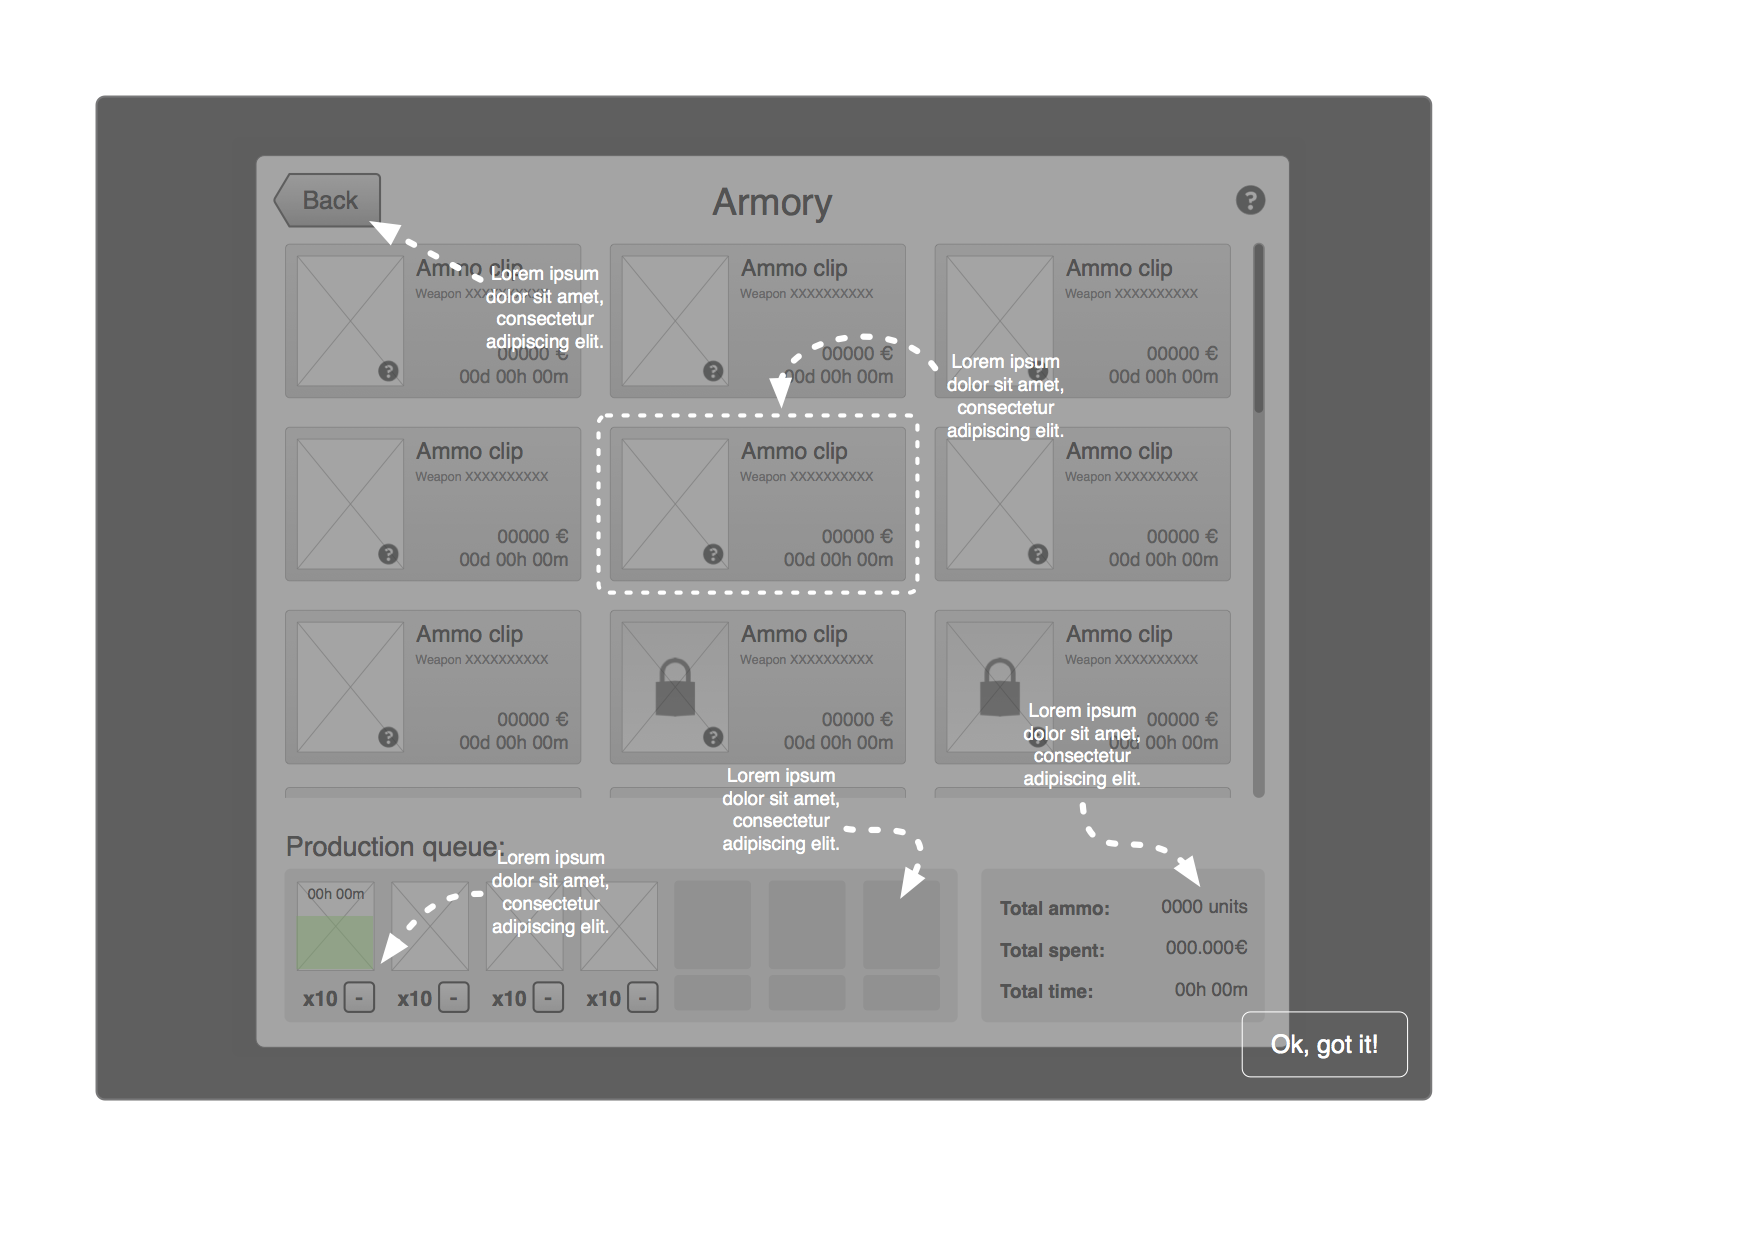 Back
Armory
?
Ammo clip
Weapon XXXXXXXXXX
00000 €
00d 00h 00m
?
Lorem ipsum
dolor sit amet,
consectetur
adipiscing elit.
Ammo clip
Weapon XXXXXXXXXX
00000 €
00d 00h 00m
?
Ammo clip
Weapon XXXXXXXXXX
00000 €
00d 00h 00m
?
Lorem ipsum
dolor sit amet,
consectetur
adipiscing elit.
Ammo clip
Weapon XXXXXXXXXX
00000 €
00d 00h 00m
?
Ammo clip
Weapon XXXXXXXXXX
00000 €
00d 00h 00m
?
Ammo clip
Weapon XXXXXXXXXX
00000 €
00d 00h 00m
?
Ammo clip
Weapon XXXXXXXXXX
00000 €
00d 00h 00m
?
Ammo clip
Weapon XXXXXXXXXX
00000 €
00d 00h 00m
?
Ammo clip
Weapon XXXXXXXXXX
00000 €
00d 00h 00m
?
Lorem ipsum
dolor sit amet,
consectetur
adipiscing elit.
Lorem ipsum
dolor sit amet,
consectetur
adipiscing elit.
Production queue:
Lorem ipsum
dolor sit amet,
consectetur
adipiscing elit.
00h 00m
x10 -
x10 -
x10 -
x10 -
Total ammo: 0000 units
Total spent: 000.000€
Total time: 00h 00m
Ok, got it!